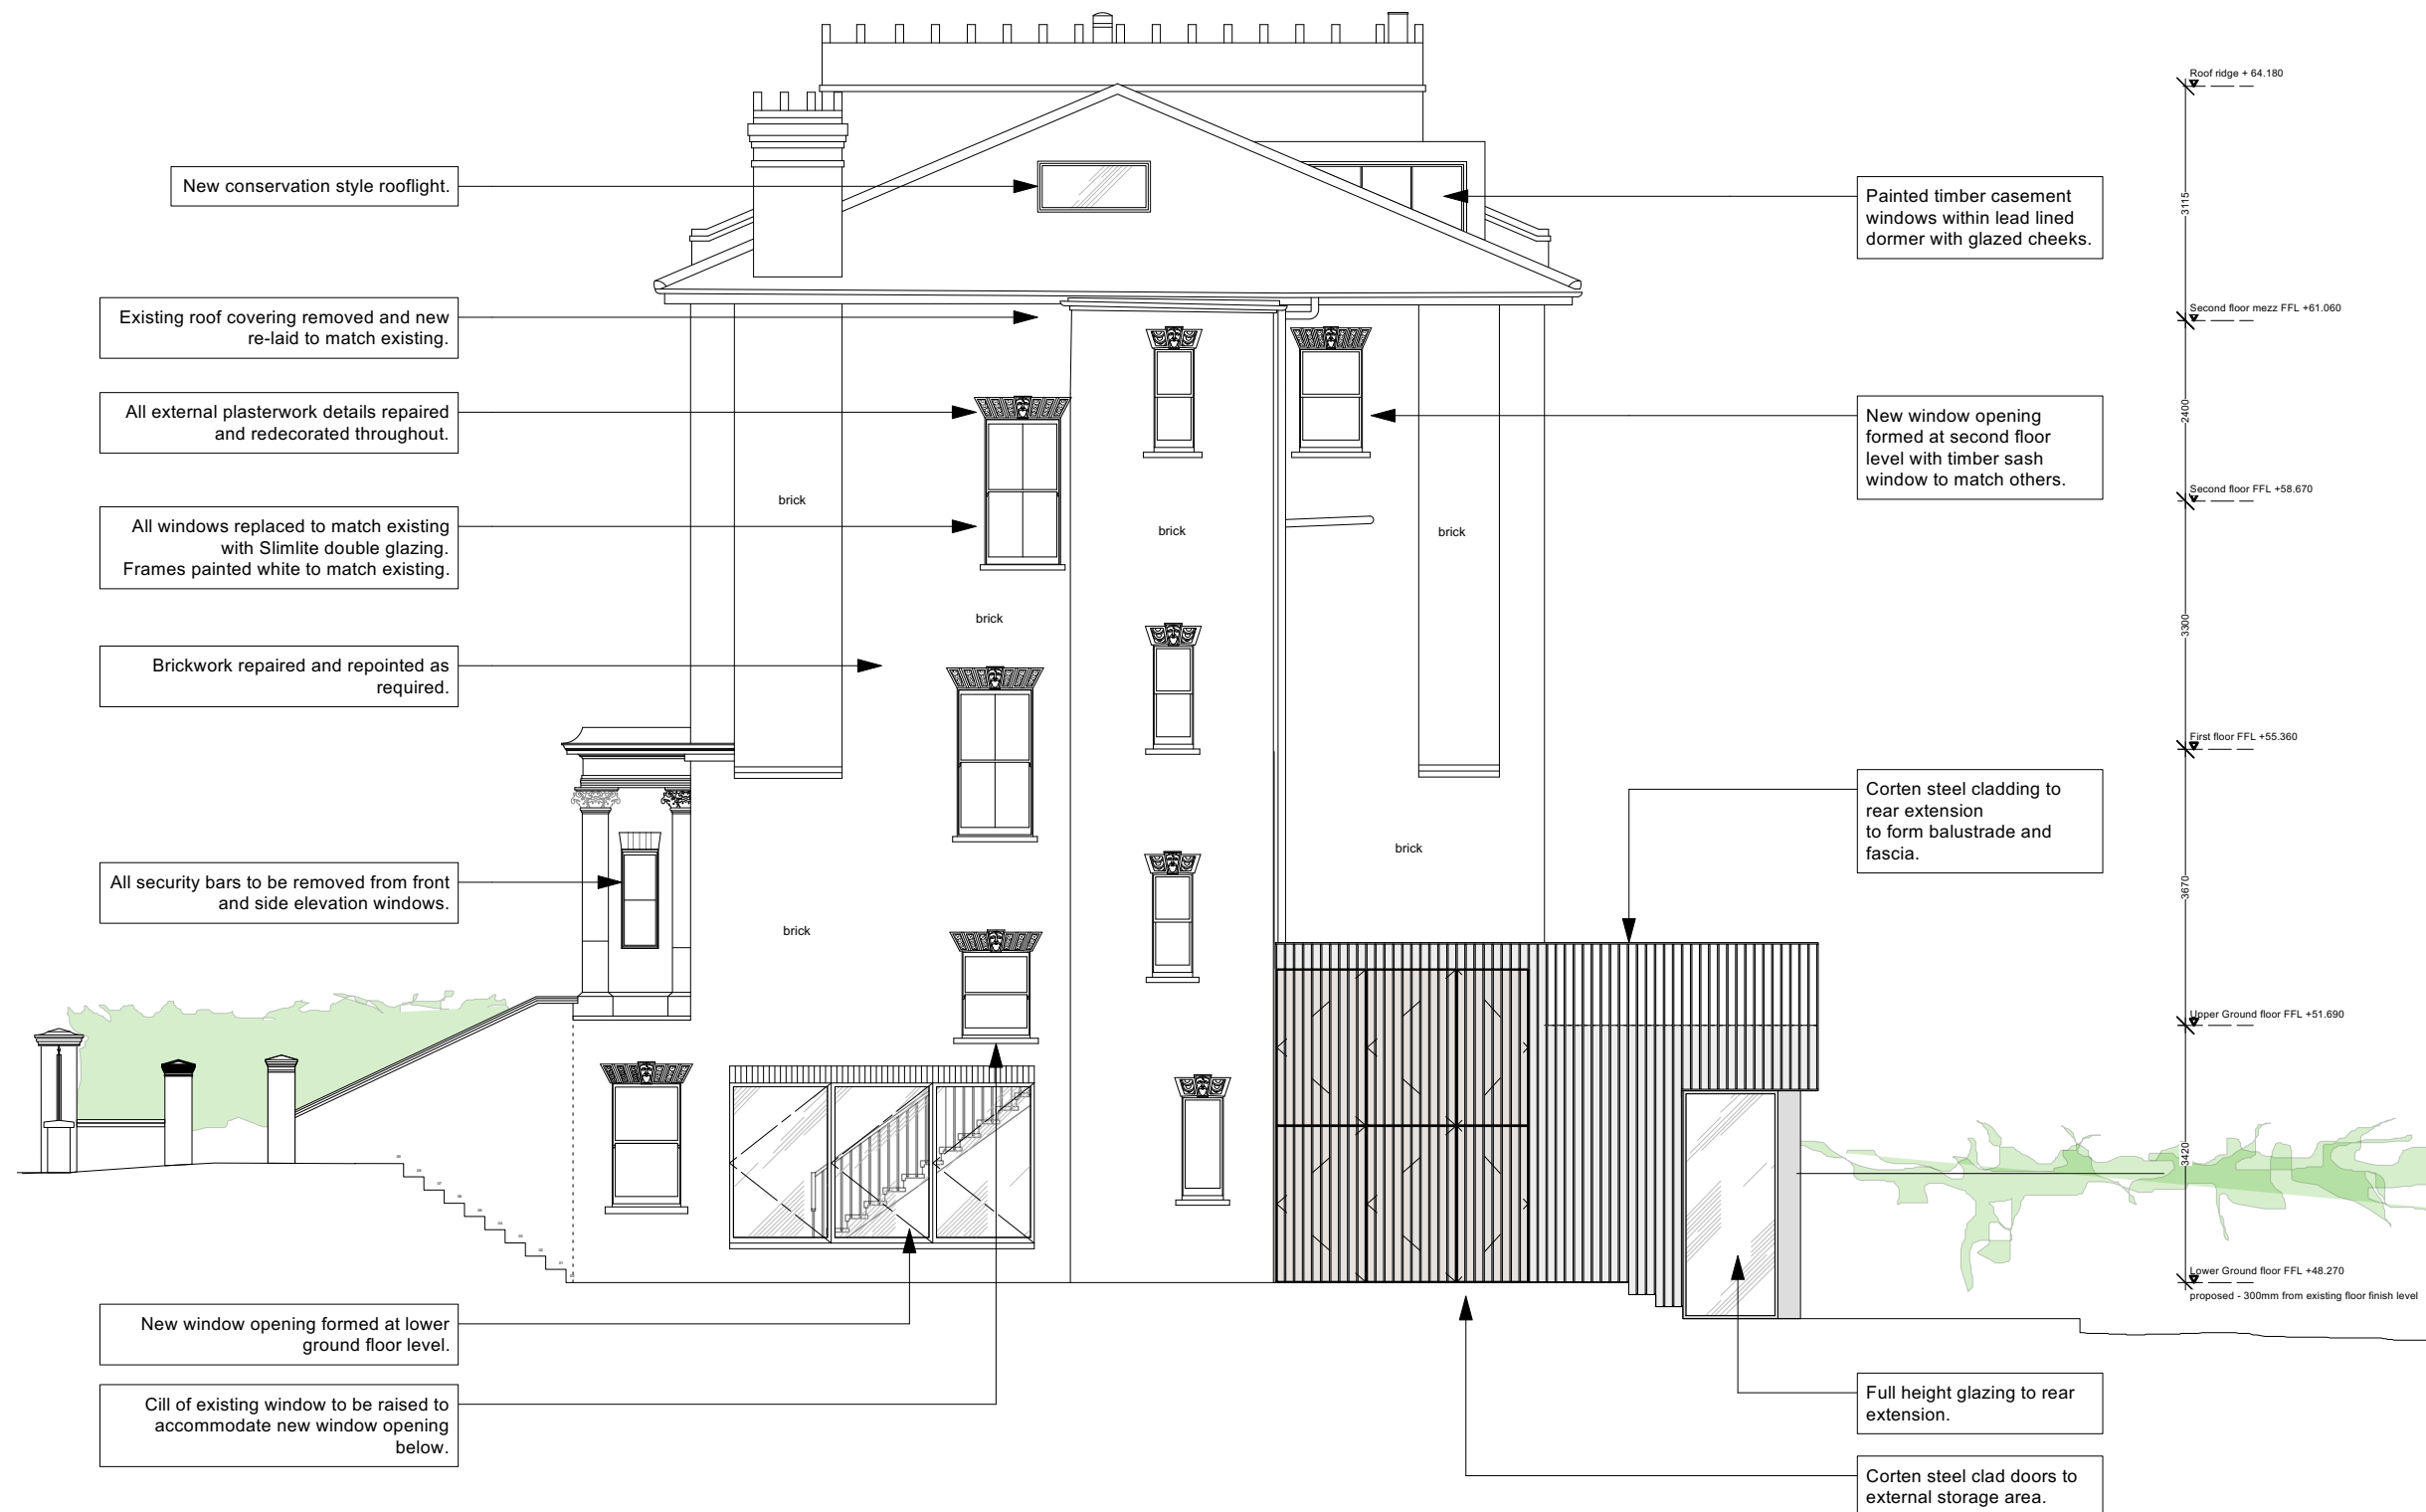 Roof ridge + 64.180
New conservation style rooflight.
Painted timber casement
windows within lead lined
dormer with glazed cheeks.
3115
Existing roof covering removed and new
re-laid to match existing.
Second floor mezz FFL +61.060
All external plasterwork details repaired
and redecorated throughout.
New window opening
formed at second floor
level with timber sash
window to match others.
2400
brick
brick
brick
Second floor FFL +58.670
All windows replaced to match existing
with Slimlite double glazing.
Frames painted white to match existing.
brick
3300
Brickwork repaired and repointed as
required.
First floor FFL +55.360
Corten steel cladding to
rear extension
to form balustrade and
fascia.
brick
All security bars to be removed from front
and side elevation windows.
3670
brick
Upper Ground floor FFL +51.690
3420
Lower Ground floor FFL +48.270
proposed - 300mm from existing floor finish level
New window opening formed at lower
ground floor level.
Cill of existing window to be raised to
accommodate new window opening
below.
Full height glazing to rear
extension.
Corten steel clad doors to
external storage area.